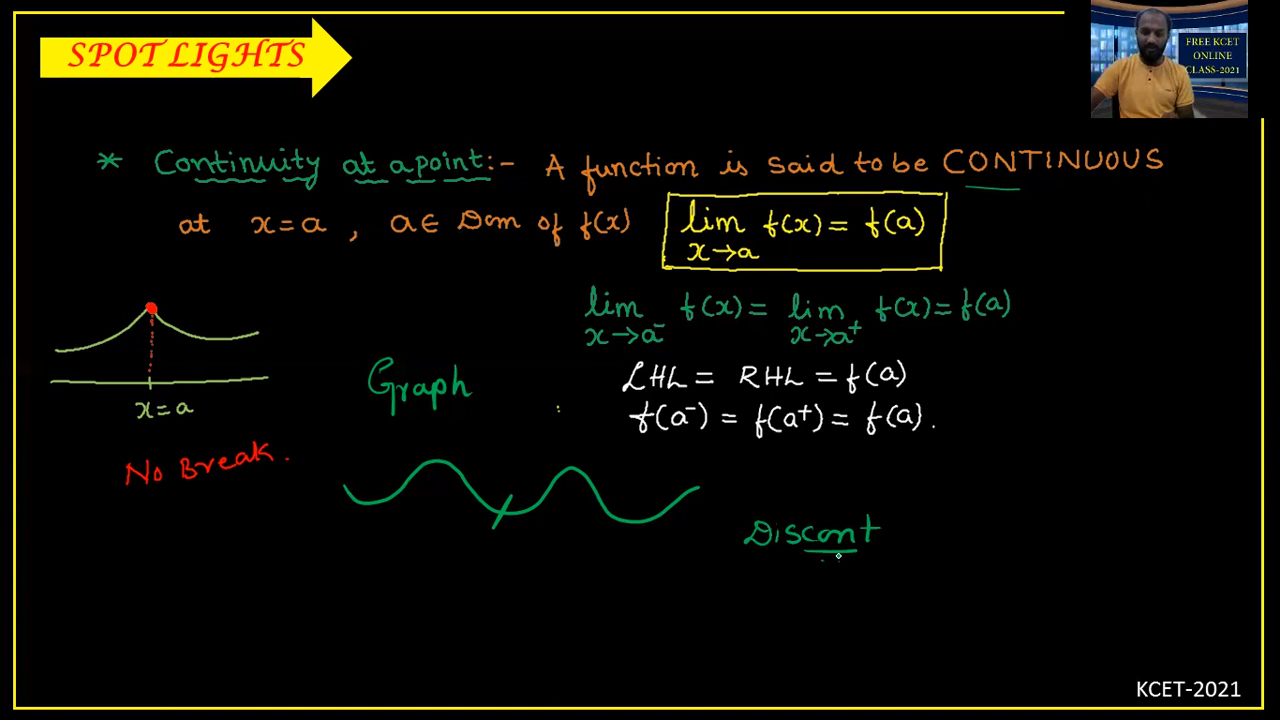 SPOT LIGHTS
FREE KCET
ONLINE
CLASS-2021
* Continuity at a point:- A function is said to be CONTINUOUS
at x=a , a∈ Dom of f(x) lim f(x) = f(a)
x→a
lim f(x) = lim f(x) = f(a)
x→a⁻ x→a⁺
Graph
LHL = RHL = f(a)
x=a
f(a⁻) = f(a⁺) = f(a).
No Break.
Discont
KCET-2021